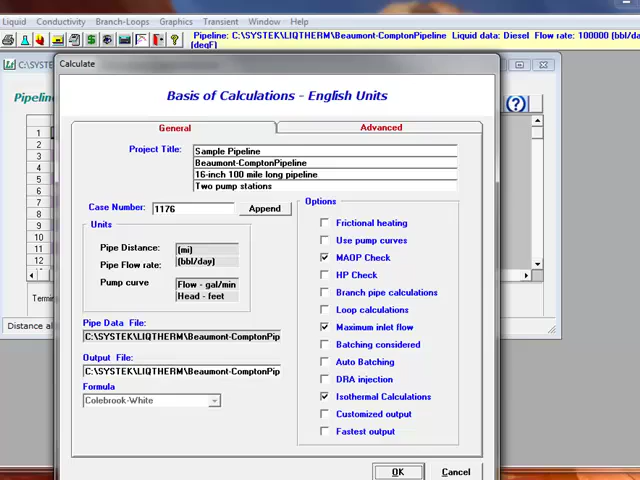 Liquid Conductivity Branch-Loops Graphics Transient Window Help
Pipeline: C:\SYSTEK\LIQTHERM\Beaumont-ComptonPipeline Liquid data: Diesel Flow rate: 100000 (bbl/da
(degF)
C:\SYST
Calculate
Pipelin
Basis of Calculations - English Units
General
Advanced
Project Title:
Sample Pipeline
Beaumont-ComptonPipeline
16-inch 100 mile long pipeline
Two pump stations
Case Number:
1176
Append
Units
Pipe Distance:
(mi)
Pipe Flow rate:
(bbl/day)
Pump curve
Flow - gal/min
Head - feet
Pipe Data File:
C:\SYSTEK\LIQTHERM\Beaumont-ComptonPip
Output File:
C:\SYSTEK\LIQTHERM\Beaumont-ComptonPip
Formula
Colebrook-White
Options
Frictional heating
Use pump curves
MAOP Check
HP Check
Branch pipe calculations
Loop calculations
Maximum inlet flow
Batching considered
Auto Batching
DRA injection
Isothermal Calculations
Customized output
Fastest output
OK
Cancel
1
2
3
4
5
6
7
8
9
10
11
12
Termin
Distance al